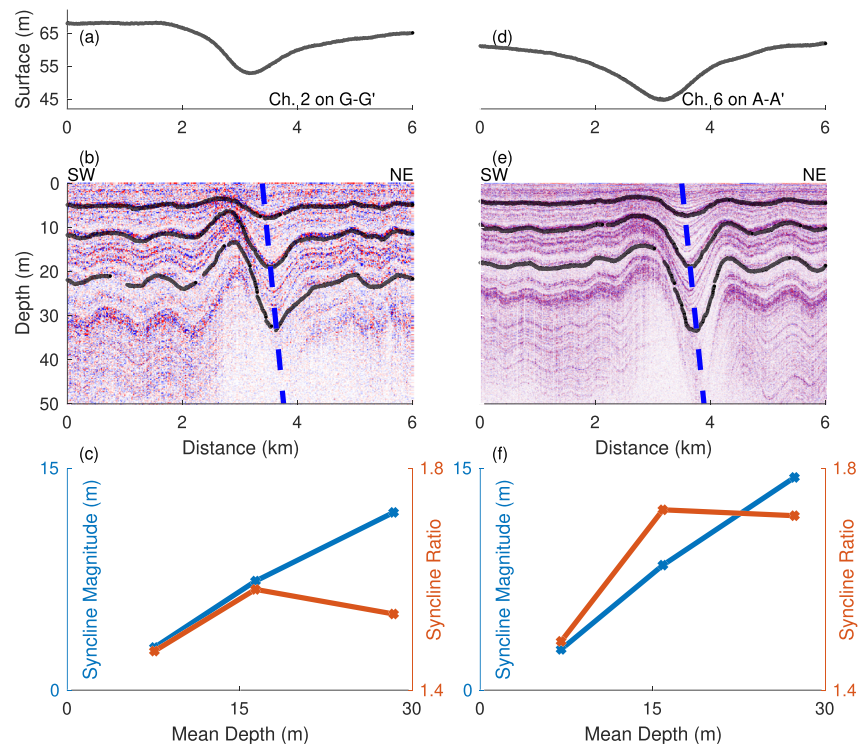 (a)
Surface (m)
65
55
45
Ch. 2 on G-G'
0 2 4 6
(d)
Ch. 6 on A-A'
0 2 4 6
(b)
SW NE
Depth (m)
0
10
20
30
40
50
0 2 4 6
Distance (km)
(e)
SW NE
0 2 4 6
Distance (km)
(c)
Syncline Magnitude (m)
15
0
Syncline Ratio
1.8
1.4
0 15 30
Mean Depth (m)
(f)
Syncline Magnitude (m)
15
0
Syncline Ratio
1.8
1.4
0 15 30
Mean Depth (m)